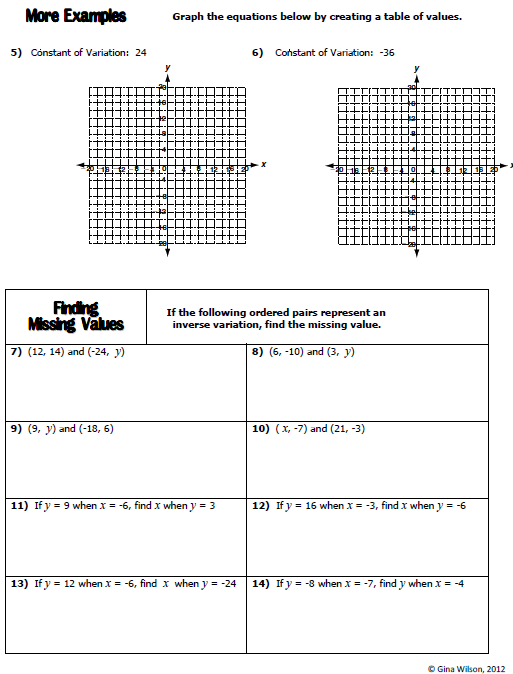 More Examples
Graph the equations below by creating a table of values.
5) Constant of Variation: 24
6) Constant of Variation: -36
y
y
x
x
Finding
Missing Values
If the following ordered pairs represent an
inverse variation, find the missing value.
7) (12, 14) and (-24, y)
8) (6, -10) and (3, y)
9) (9, y) and (-18, 6)
10) ( x, -7) and (21, -3)
11) If y = 9 when x = -6, find x when y = 3
12) If y = 16 when x = -3, find x when y = -6
13) If y = 12 when x = -6, find x when y = -24
14) If y = -8 when x = -7, find y when x = -4
© Gina Wilson, 2012